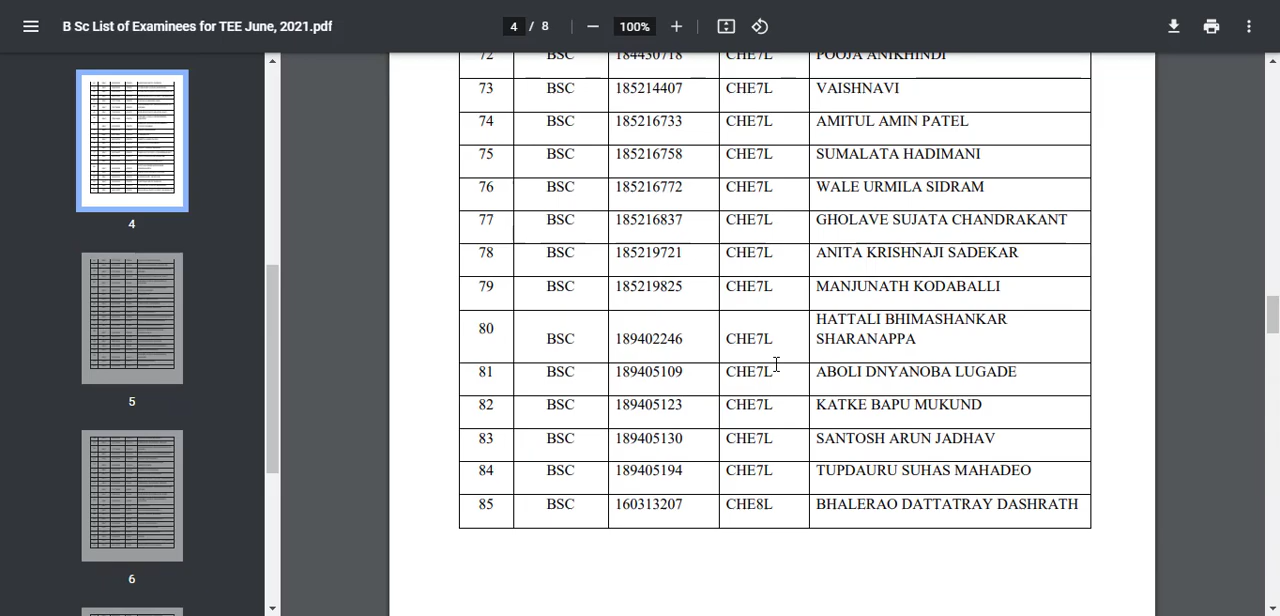 B Sc List of Examinees for TEE June, 2021.pdf
4 / 8
100%
4
5
6
72 BSC 184430718 CHE7L POOJA ANIKHINDI
73 BSC 185214407 CHE7L VAISHNAVI
74 BSC 185216733 CHE7L AMITUL AMIN PATEL
75 BSC 185216758 CHE7L SUMALATA HADIMANI
76 BSC 185216772 CHE7L WALE URMILA SIDRAM
77 BSC 185216837 CHE7L GHOLAVE SUJATA CHANDRAKANT
78 BSC 185219721 CHE7L ANITA KRISHNAJI SADEKAR
79 BSC 185219825 CHE7L MANJUNATH KODABALLI
80 BSC 189402246 CHE7L HATTALI BHIMASHANKAR
SHARANAPPA
81 BSC 189405109 CHE7L ABOLI DNYANOBA LUGADE
82 BSC 189405123 CHE7L KATKE BAPU MUKUND
83 BSC 189405130 CHE7L SANTOSH ARUN JADHAV
84 BSC 189405194 CHE7L TUPDAURU SUHAS MAHADEO
85 BSC 160313207 CHE8L BHALERAO DATTATRAY DASHRATH